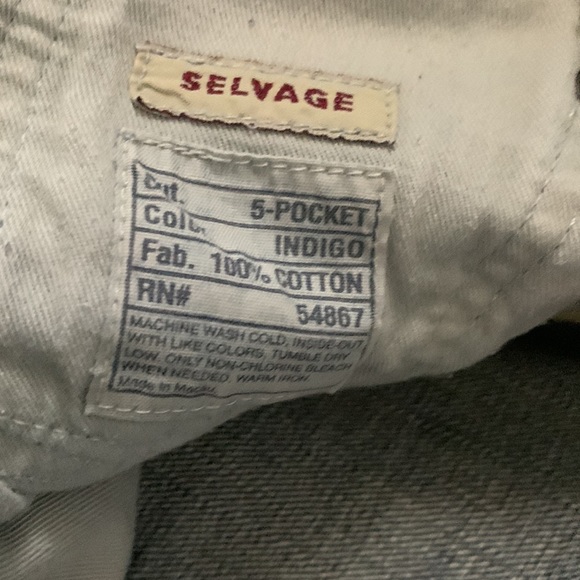 SELVAGE
Cut. 5-POCKET
Color. INDIGO
Fab. 100% COTTON
RN# 54867
MACHINE WASH COLD, INSIDE-OUT
WITH LIKE COLORS, TUMBLE DRY
LOW, ONLY NON-CHLORINE BLEACH
WHEN NEEDED, WARM IRON.
Made in